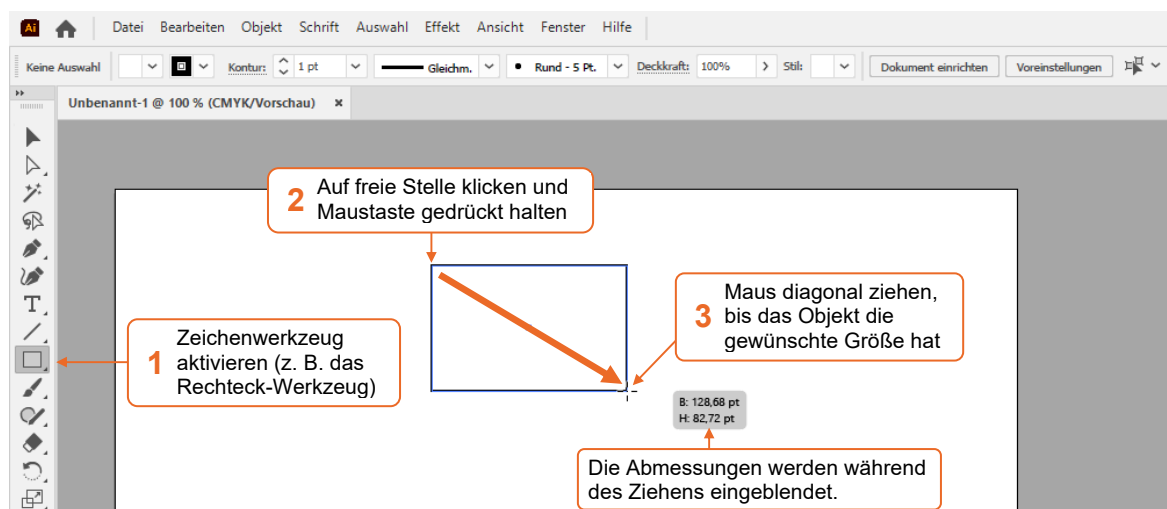 Ai Datei Bearbeiten Objekt Schrift Auswahl Effekt Ansicht Fenster Hilfe
Keine Auswahl Kontur: 1 pt Gleichm. Rund - 5 Pt. Deckkraft: 100% Stil: Dokument einrichten Voreinstellungen
Unbenannt-1 @ 100 % (CMYK/Vorschau) ×
2 Auf freie Stelle klicken und
Maustaste gedrückt halten
3 Maus diagonal ziehen,
bis das Objekt die
gewünschte Größe hat
1 Zeichenwerkzeug
aktivieren (z. B. das
Rechteck-Werkzeug)
B: 128,68 pt
H: 82,72 pt
Die Abmessungen werden während
des Ziehens eingeblendet.